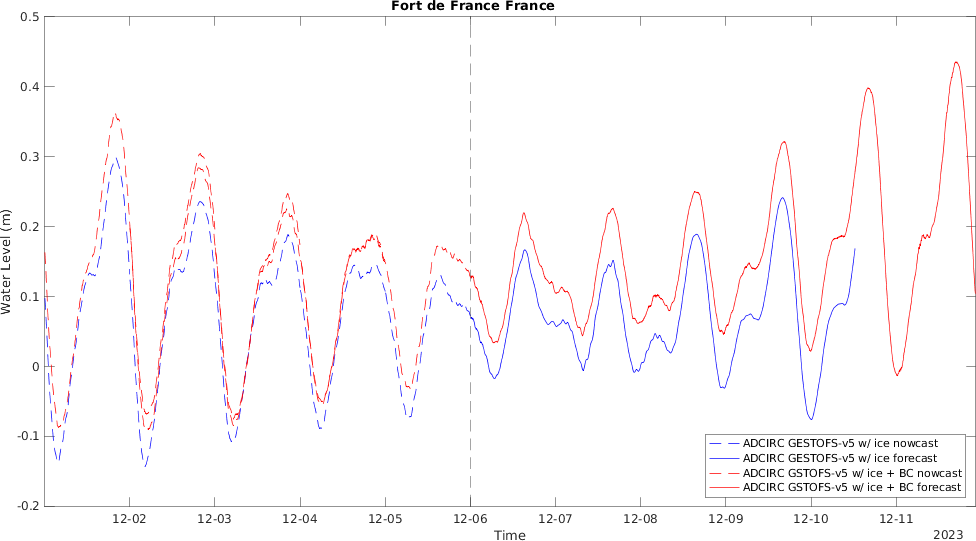 Fort de France France
0.5
0.4
0.3
0.2
0.1
0
-0.1
-0.2
Water Level (m)
12-02
12-03
12-04
12-05
12-06
12-07
12-08
12-09
12-10
12-11
Time
2023
ADCIRC GESTOFS-v5 w/ ice nowcast
ADCIRC GESTOFS-v5 w/ ice forecast
ADCIRC GSTOFS-v5 w/ ice + BC nowcast
ADCIRC GSTOFS-v5 w/ ice + BC forecast